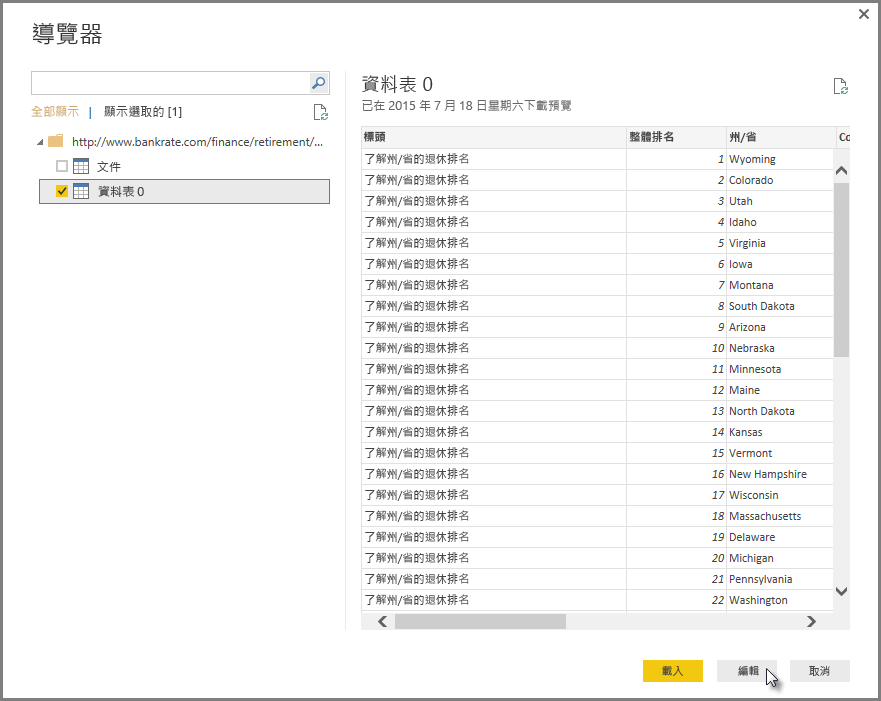 導覽器
全部顯示 | 顯示選取的 [1]
http://www.bankrate.com/finance/retirement/...
文件
資料表 0
資料表 0
已在 2015 年 7 月 18 日星期六下載預覽
標頭 整體排名 州/省 Co
了解州/省的退休排名 1 Wyoming
了解州/省的退休排名 2 Colorado
了解州/省的退休排名 3 Utah
了解州/省的退休排名 4 Idaho
了解州/省的退休排名 5 Virginia
了解州/省的退休排名 6 Iowa
了解州/省的退休排名 7 Montana
了解州/省的退休排名 8 South Dakota
了解州/省的退休排名 9 Arizona
了解州/省的退休排名 10 Nebraska
了解州/省的退休排名 11 Minnesota
了解州/省的退休排名 12 Maine
了解州/省的退休排名 13 North Dakota
了解州/省的退休排名 14 Kansas
了解州/省的退休排名 15 Vermont
了解州/省的退休排名 16 New Hampshire
了解州/省的退休排名 17 Wisconsin
了解州/省的退休排名 18 Massachusetts
了解州/省的退休排名 19 Delaware
了解州/省的退休排名 20 Michigan
了解州/省的退休排名 21 Pennsylvania
了解州/省的退休排名 22 Washington
載入 編輯 取消